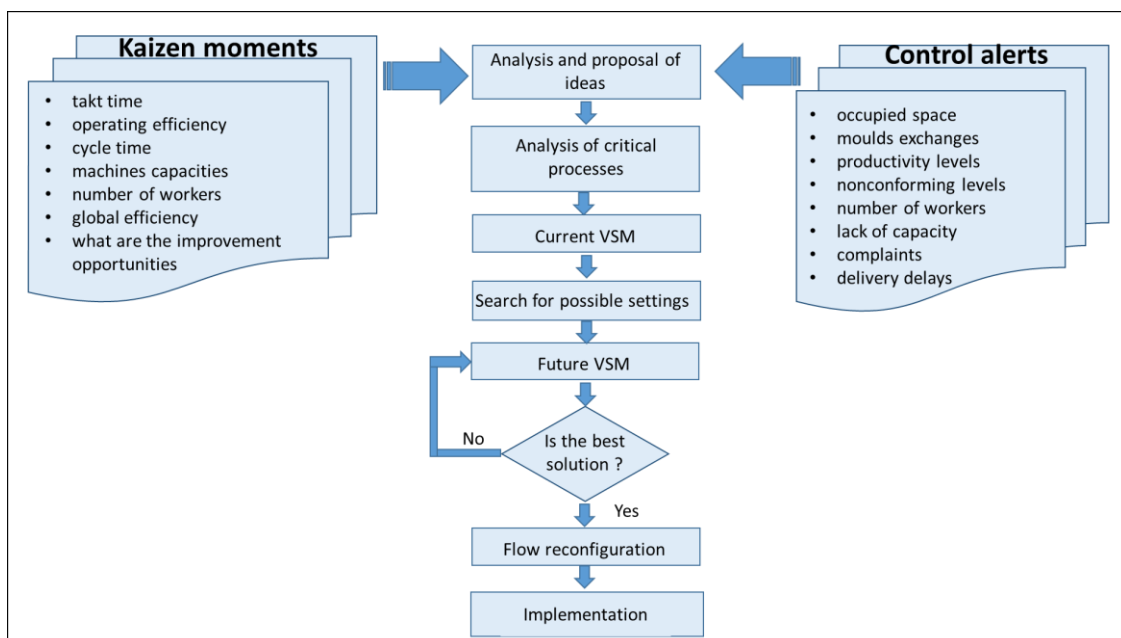 Kaizen moments
• takt time
• operating efficiency
• cycle time
• machines capacities
• number of workers
• global efficiency
• what are the improvement
opportunities
Analysis and proposal of
ideas
Analysis of critical
processes
Current VSM
Search for possible settings
Future VSM
No
Is the best
solution ?
Yes
Flow reconfiguration
Implementation
Control alerts
• occupied space
• moulds exchanges
• productivity levels
• nonconforming levels
• number of workers
• lack of capacity
• complaints
• delivery delays